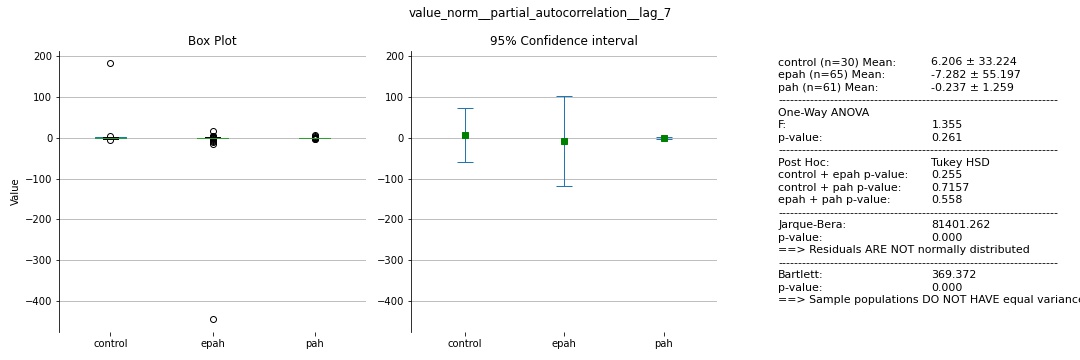 value_norm__partial_autocorrelation__lag_7
Box Plot
Value
200
100
0
−100
−200
−300
−400
control
epah
pah
95% Confidence interval
200
100
0
−100
−200
−300
−400
control
epah
pah
control (n=30) Mean: 6.206 ± 33.224
epah (n=65) Mean: -7.282 ± 55.197
pah (n=61) Mean: -0.237 ± 1.259
One-Way ANOVA
F: 1.355
p-value: 0.261
Post Hoc: Tukey HSD
control + epah p-value: 0.255
control + pah p-value: 0.7157
epah + pah p-value: 0.558
Jarque-Bera: 81401.262
p-value: 0.000
==> Residuals ARE NOT normally distributed
Bartlett: 369.372
p-value: 0.000
==> Sample populations DO NOT HAVE equal variance